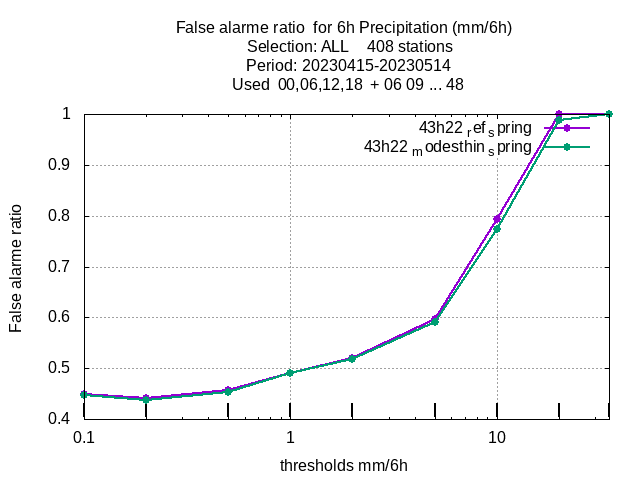 False alarme ratio  for 6h Precipitation (mm/6h)
Selection: ALL    408 stations
Period: 20230415-20230514
Used  00,06,12,18  + 06 09 ... 48
43h22 ref spring
43h22 modesthin spring
False alarme ratio
1
0.9
0.8
0.7
0.6
0.5
0.4
0.1
1
10
thresholds mm/6h